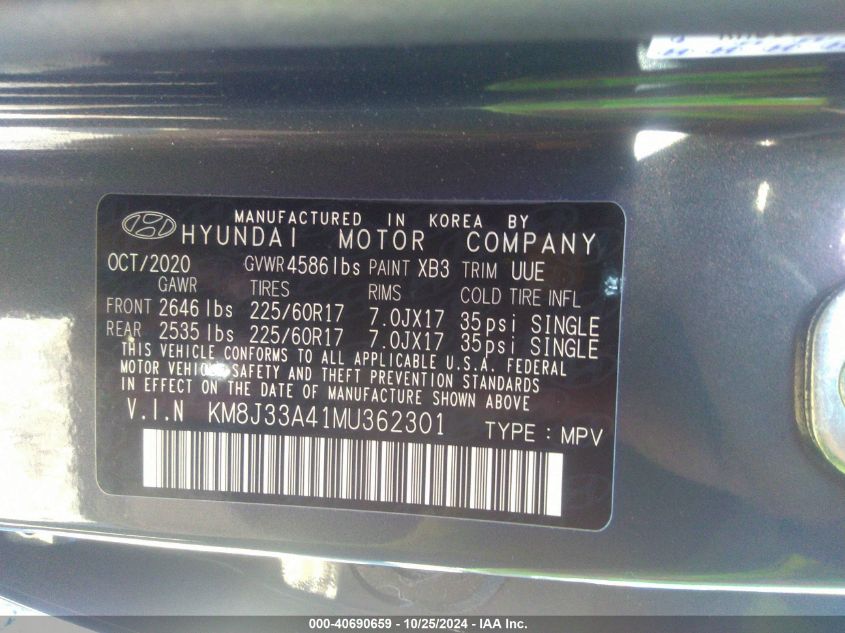 MANUFACTURED IN KOREA BY
HYUNDAI MOTOR COMPANY
OCT/2020 GVWR 4586 lbs PAINT XB3 TRIM UUE
GAWR TIRES RIMS COLD TIRE INFL
FRONT 2646 lbs 225/60R17 7.0JX17 35psi SINGLE
REAR 2535 lbs 225/60R17 7.0JX17 35psi SINGLE
THIS VEHICLE CONFORMS TO ALL APPLICABLE U.S.A. FEDERAL
MOTOR VEHICLE SAFETY AND THEFT PREVENTION STANDARDS
IN EFFECT ON THE DATE OF MANUFACTURE SHOWN ABOVE.
V.I.N KM8J33A41MU362301 TYPE : MPV
000-40690659 - 10/25/2024 - IAA Inc.